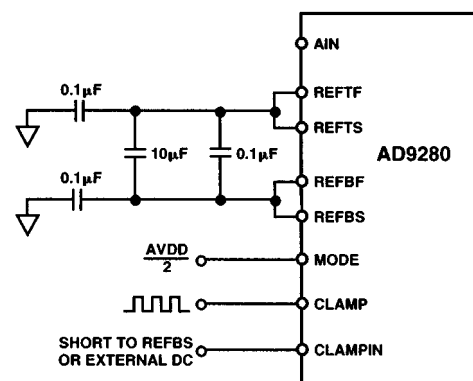 AIN
0.1µF
REFTF
REFTS
AD9280
10µF
0.1µF
0.1µF
REFBF
REFBS
AVDD
2
MODE
CLAMP
SHORT TO REFBS
OR EXTERNAL DC
CLAMPIN